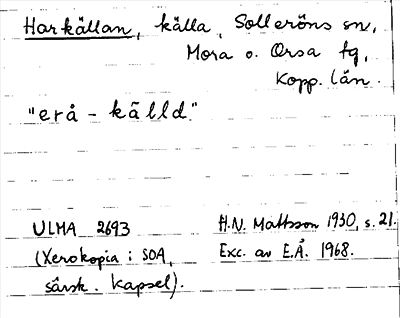 Harkällan, källa, Solleröns sn,
Mora o. Orsa tg,
Kopp. län.
"erå - källd."
ULMA 2693
(Xerokopia i SOA,
särsk. kapsel).
H.N. Mattsson 1930, s. 21.
Exc. av E.Å. 1968.